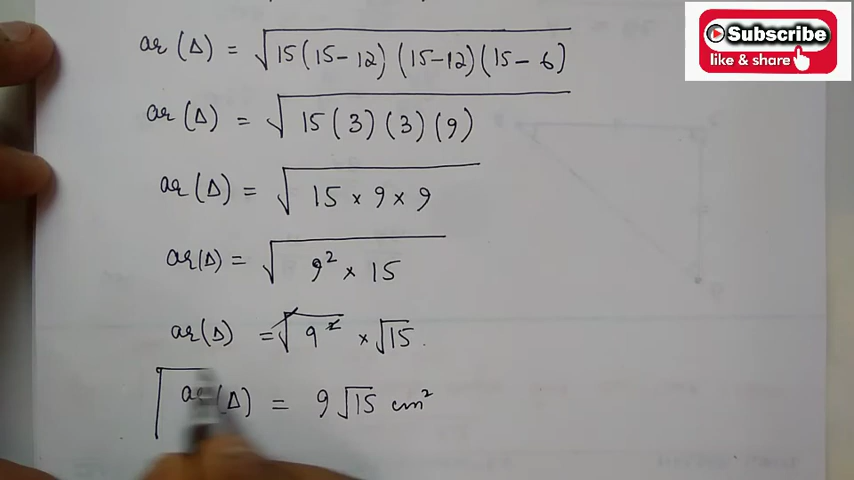 ar (Δ) = √15(15-12) (15-12) (15-6)
ar (Δ) = √15(3)(3)(9)
ar (Δ) = √15 × 9 × 9
ar (Δ) = √9² × 15
ar (Δ) = √9² × √15.
ar (Δ) = 9√15 cm²
Subscribe
like & share